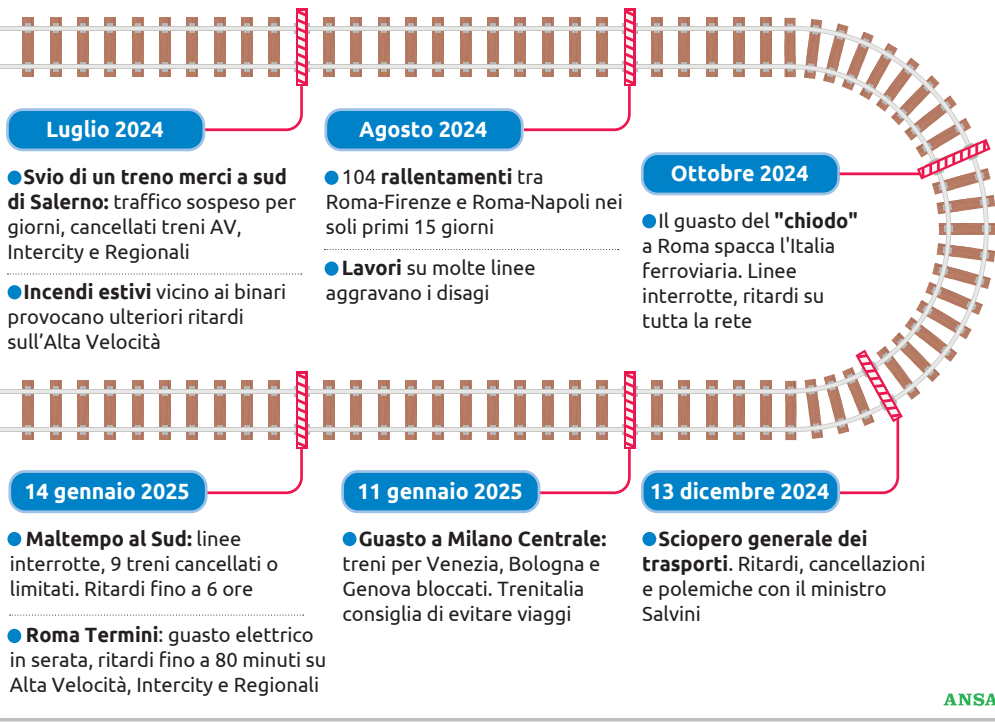 Luglio 2024
●Svio di un treno merci a sud
di Salerno: traffico sospeso per
giorni, cancellati treni AV,
Intercity e Regionali
●Incendi estivi vicino ai binari
provocano ulteriori ritardi
sull'Alta Velocità
Agosto 2024
●104 rallentamenti tra
Roma-Firenze e Roma-Napoli nei
soli primi 15 giorni
●Lavori su molte linee
aggravano i disagi
Ottobre 2024
●Il guasto del "chiodo"
a Roma spacca l'Italia
ferroviaria. Linee
interrotte, ritardi su
tutta la rete
13 dicembre 2024
●Sciopero generale dei
trasporti. Ritardi, cancellazioni
e polemiche con il ministro
Salvini
11 gennaio 2025
●Guasto a Milano Centrale:
treni per Venezia, Bologna e
Genova bloccati. Trenitalia
consiglia di evitare viaggi
14 gennaio 2025
● Maltempo al Sud: linee
interrotte, 9 treni cancellati o
limitati. Ritardi fino a 6 ore
● Roma Termini: guasto elettrico
in serata, ritardi fino a 80 minuti su
Alta Velocità, Intercity e Regionali
ANSA